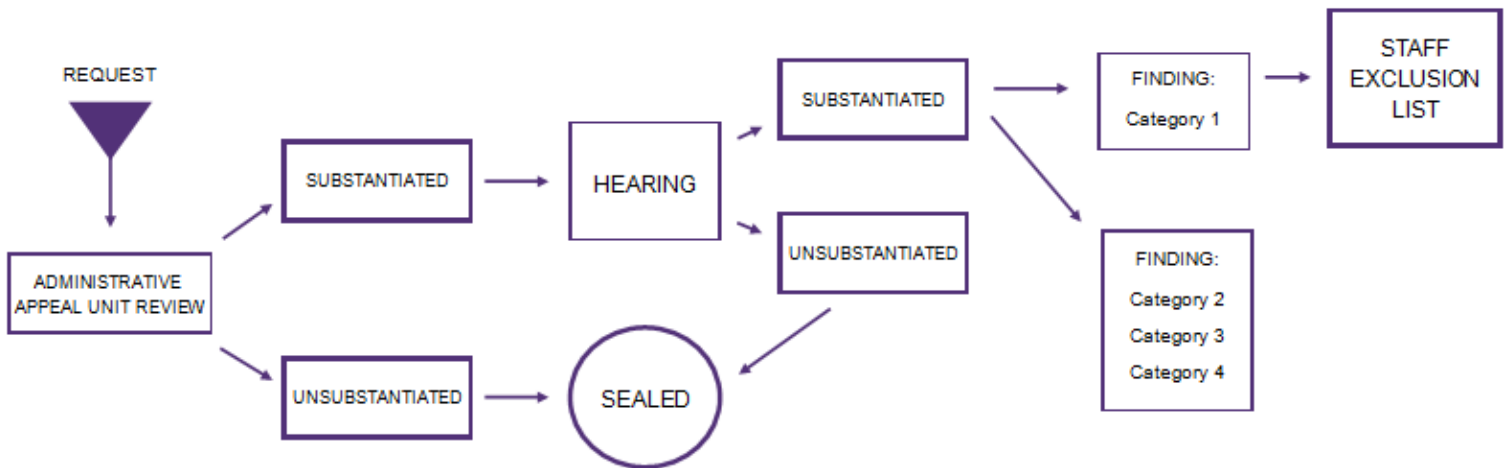 REQUEST
ADMINISTRATIVE
APPEAL UNIT REVIEW
SUBSTANTIATED
UNSUBSTANTIATED
HEARING
SEALED
SUBSTANTIATED
UNSUBSTANTIATED
FINDING:
Category 1
FINDING:
Category 2
Category 3
Category 4
STAFF
EXCLUSION
LIST